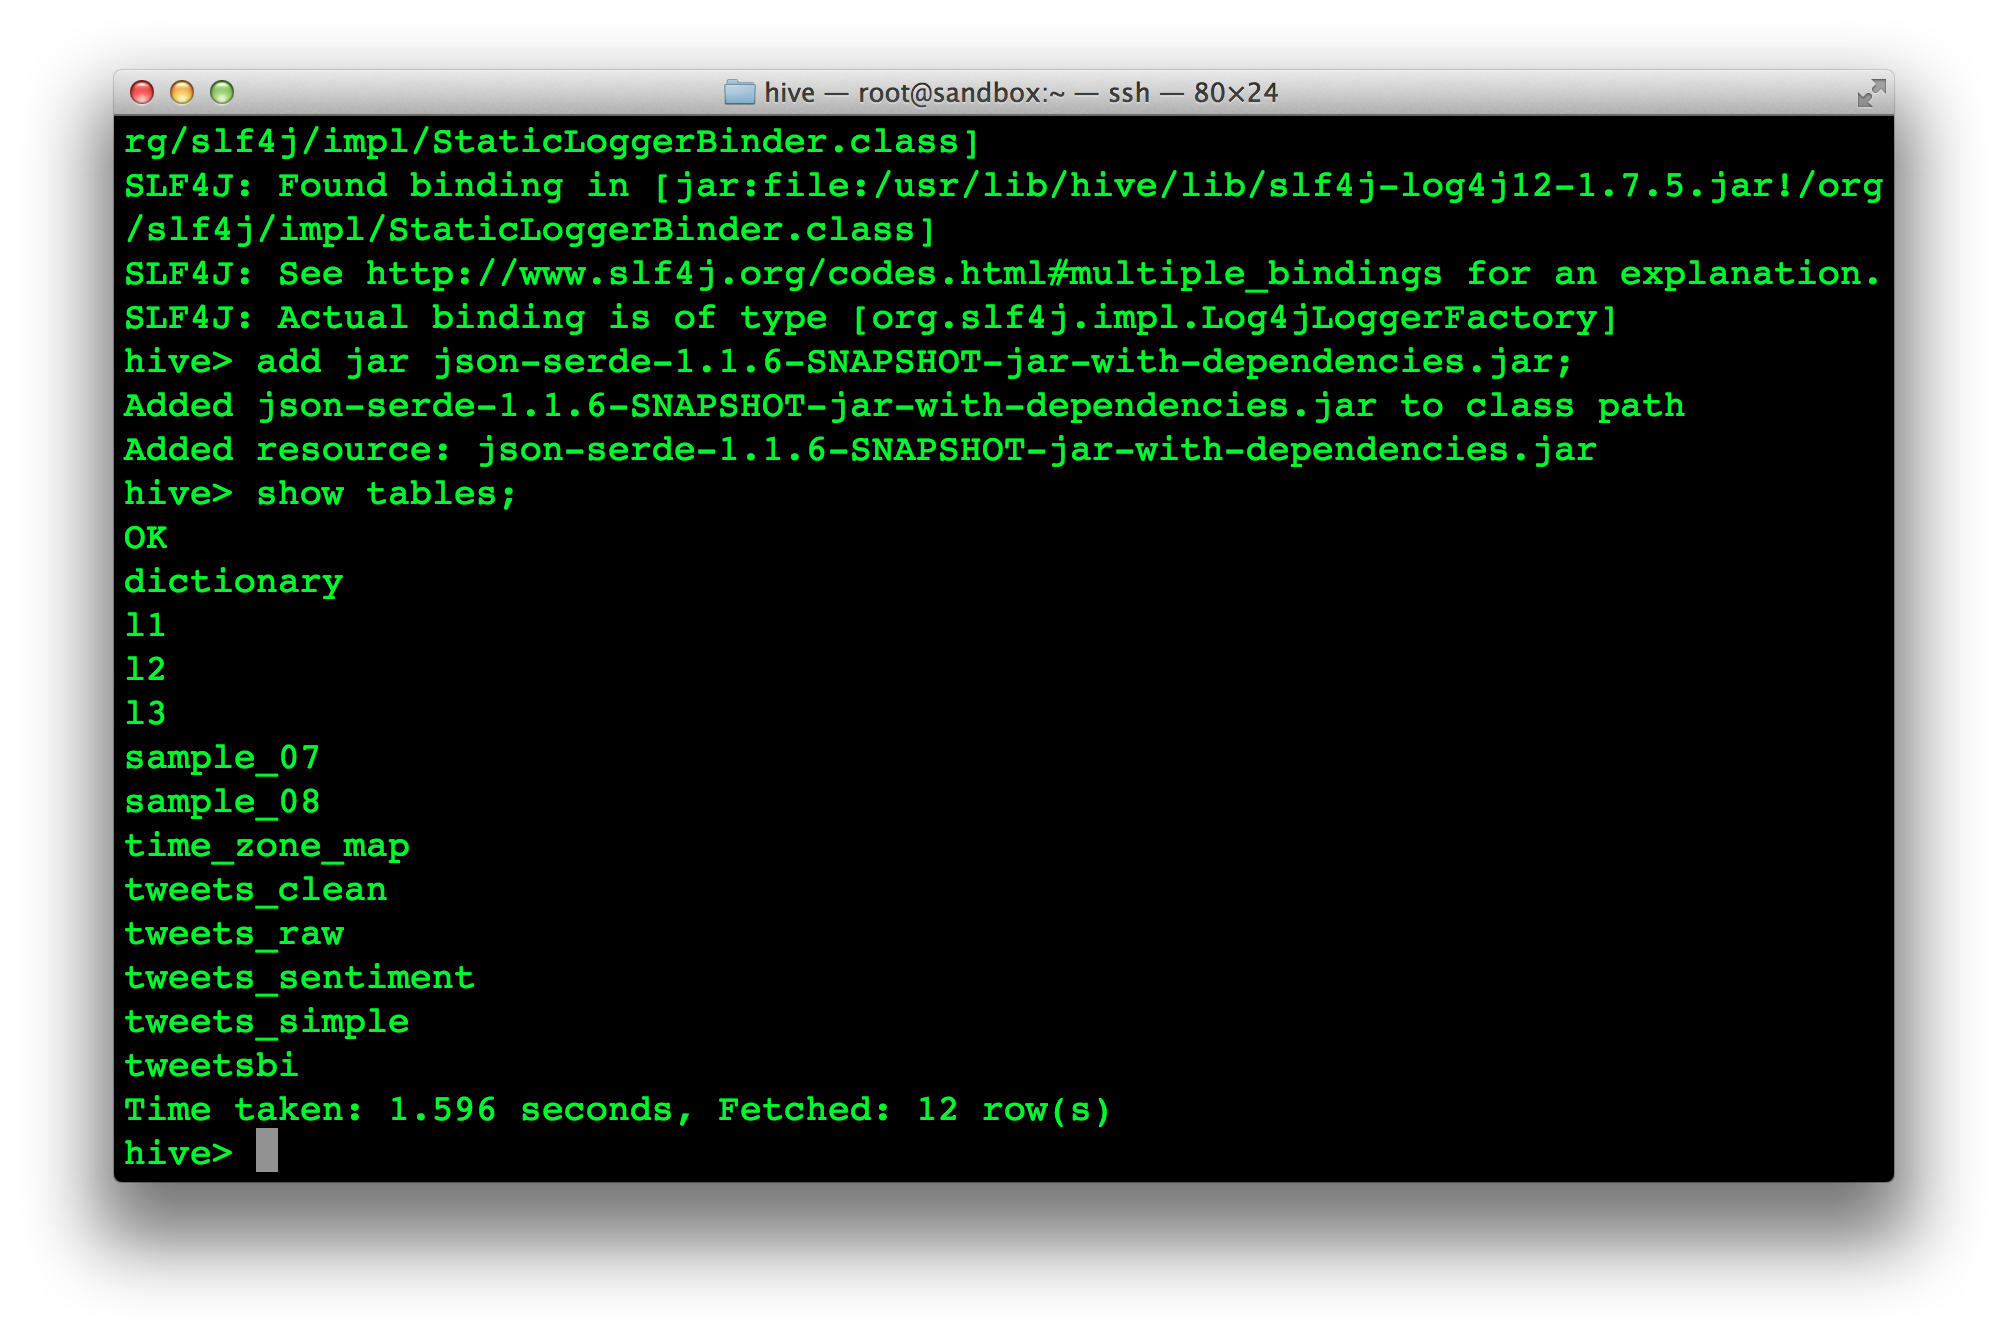 hive — root@sandbox:~ — ssh — 80×24
rg/slf4j/impl/StaticLoggerBinder.class]
SLF4J: Found binding in [jar:file:/usr/lib/hive/lib/slf4j-log4j12-1.7.5.jar!/org
/slf4j/impl/StaticLoggerBinder.class]
SLF4J: See http://www.slf4j.org/codes.html#multiple_bindings for an explanation.
SLF4J: Actual binding is of type [org.slf4j.impl.Log4jLoggerFactory]
hive> add jar json-serde-1.1.6-SNAPSHOT-jar-with-dependencies.jar;
Added json-serde-1.1.6-SNAPSHOT-jar-with-dependencies.jar to class path
Added resource: json-serde-1.1.6-SNAPSHOT-jar-with-dependencies.jar
hive> show tables;
OK
dictionary
l1
l2
l3
sample_07
sample_08
time_zone_map
tweets_clean
tweets_raw
tweets_sentiment
tweets_simple
tweetsbi
Time taken: 1.596 seconds, Fetched: 12 row(s)
hive>